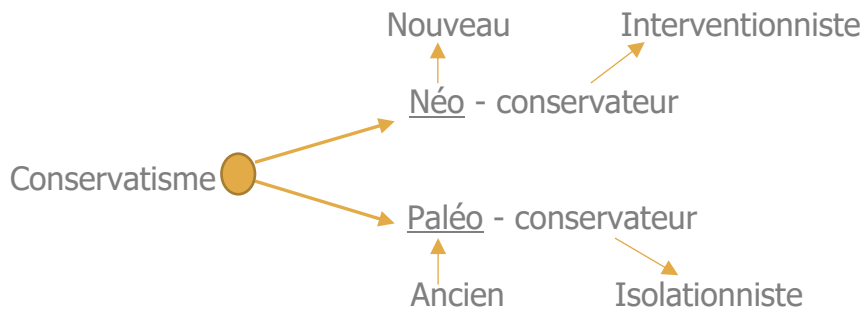 Nouveau Interventionniste
Néo - conservateur
Conservatisme
Paléo - conservateur
Ancien Isolationniste